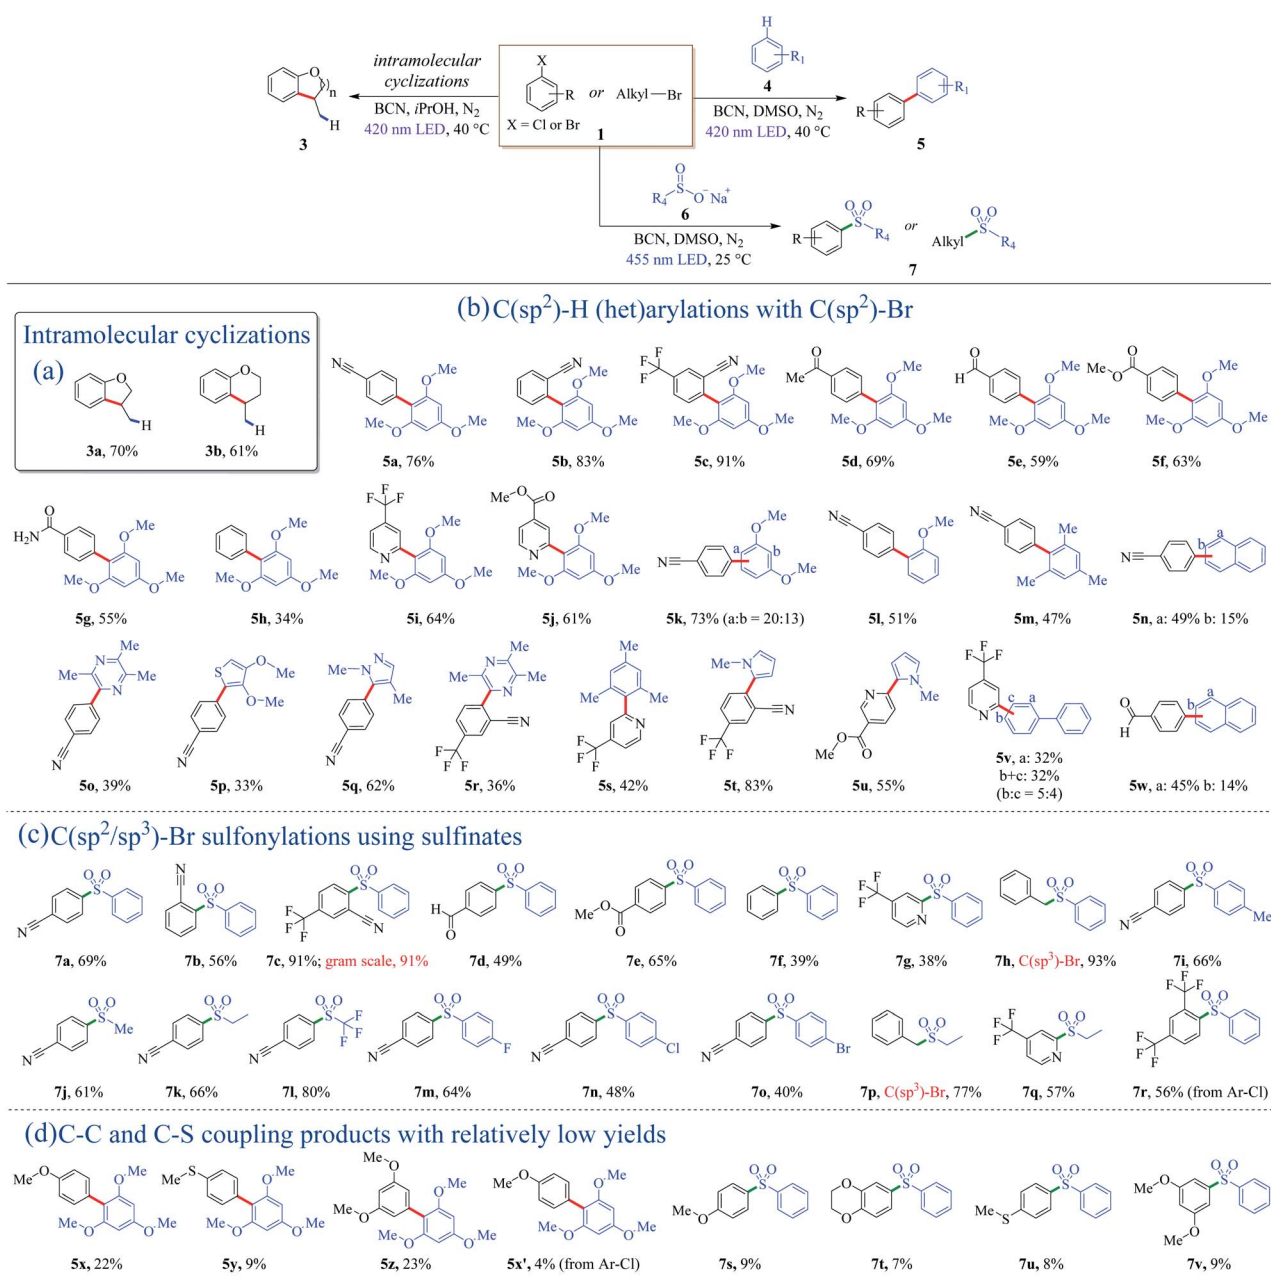 intramolecular
cyclizations
BCN, iPrOH, N2
420 nm LED, 40 °C
3
X
R or Alkyl—Br
X = Cl or Br
1
H
R1
4
BCN, DMSO, N2
420 nm LED, 40 °C
R
R1
5
R4 S O O⁻ Na⁺
6
BCN, DMSO, N2
455 nm LED, 25 °C
R
R4
or
Alkyl
R4
7
Intramolecular cyclizations
(a)
3a, 70%
3b, 61%
(b)C(sp2)-H (het)arylations with C(sp2)-Br
5a, 76%
5b, 83%
5c, 91%
5d, 69%
5e, 59%
5f, 63%
5g, 55%
5h, 34%
5i, 64%
5j, 61%
5k, 73% (a:b = 20:13)
5l, 51%
5m, 47%
5n, a: 49% b: 15%
5o, 39%
5p, 33%
5q, 62%
5r, 36%
5s, 42%
5t, 83%
5u, 55%
5v, a: 32%
b+c: 32%
(b:c = 5:4)
5w, a: 45% b: 14%
(c)C(sp2/sp3)-Br sulfonylations using sulfinates
7a, 69%
7b, 56%
7c, 91%; gram scale, 91%
7d, 49%
7e, 65%
7f, 39%
7g, 38%
7h, C(sp3)-Br, 93%
7i, 66%
7j, 61%
7k, 66%
7l, 80%
7m, 64%
7n, 48%
7o, 40%
7p, C(sp3)-Br, 77%
7q, 57%
7r, 56% (from Ar-Cl)
(d)C-C and C-S coupling products with relatively low yields
5x, 22%
5y, 9%
5z, 23%
5x', 4% (from Ar-Cl)
7s, 9%
7t, 7%
7u, 8%
7v, 9%